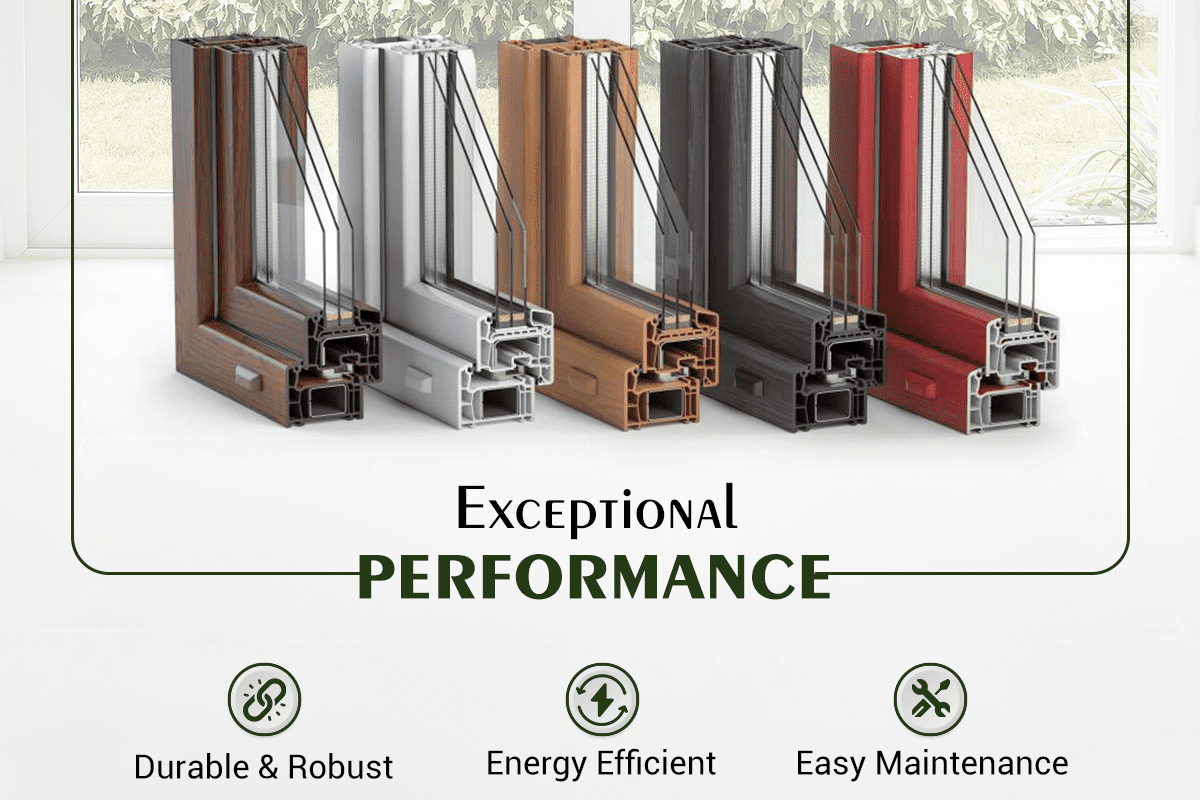 Exceptional
PERFORMANCE
Durable & Robust
Energy Efficient
Easy Maintenance